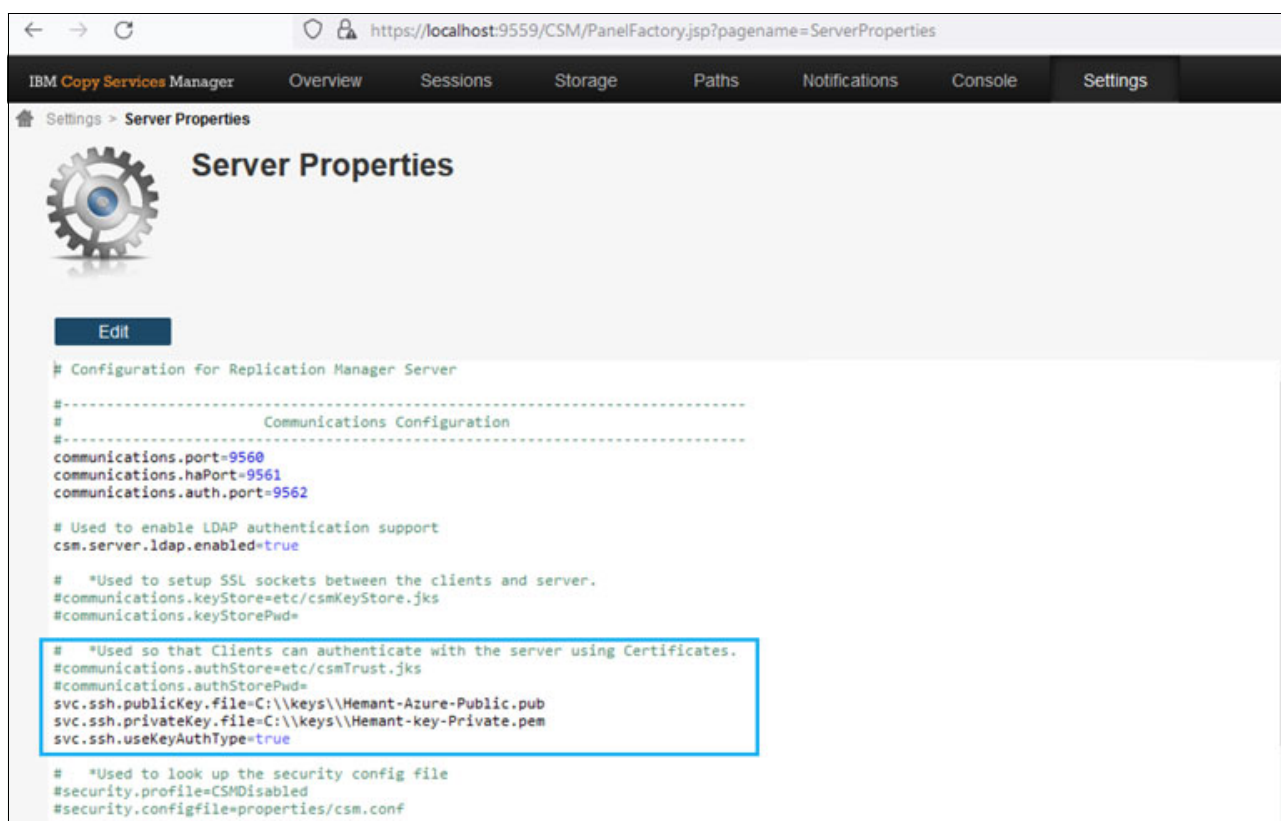 https://localhost:9559/CSM/PanelFactory.jsp?pagename=ServerProperties
IBM Copy Services Manager Overview Sessions Storage Paths Notifications Console Settings
Settings > Server Properties
Server Properties
Edit
# Configuration for Replication Manager Server
#------------------------------------------------------------------------------
# Communications Configuration
#------------------------------------------------------------------------------
communications.port=9560
communications.haPort=9561
communications.auth.port=9562
# Used to enable LDAP authentication support
csm.server.ldap.enabled=true
# *Used to setup SSL sockets between the clients and server.
#communications.keyStore=etc/csmKeyStore.jks
#communications.keyStorePwd=
# *Used so that Clients can authenticate with the server using Certificates.
#communications.authStore=etc/csmTrust.jks
#communications.authStorePwd=
svc.ssh.publicKey.file=C:\\keys\\Hemant-Azure-Public.pub
svc.ssh.privateKey.file=C:\\keys\\Hemant-key-Private.pem
svc.ssh.useKeyAuthType=true
# *Used to look up the security config file
#security.profile=CSMDisabled
#security.configfile=properties/csm.conf